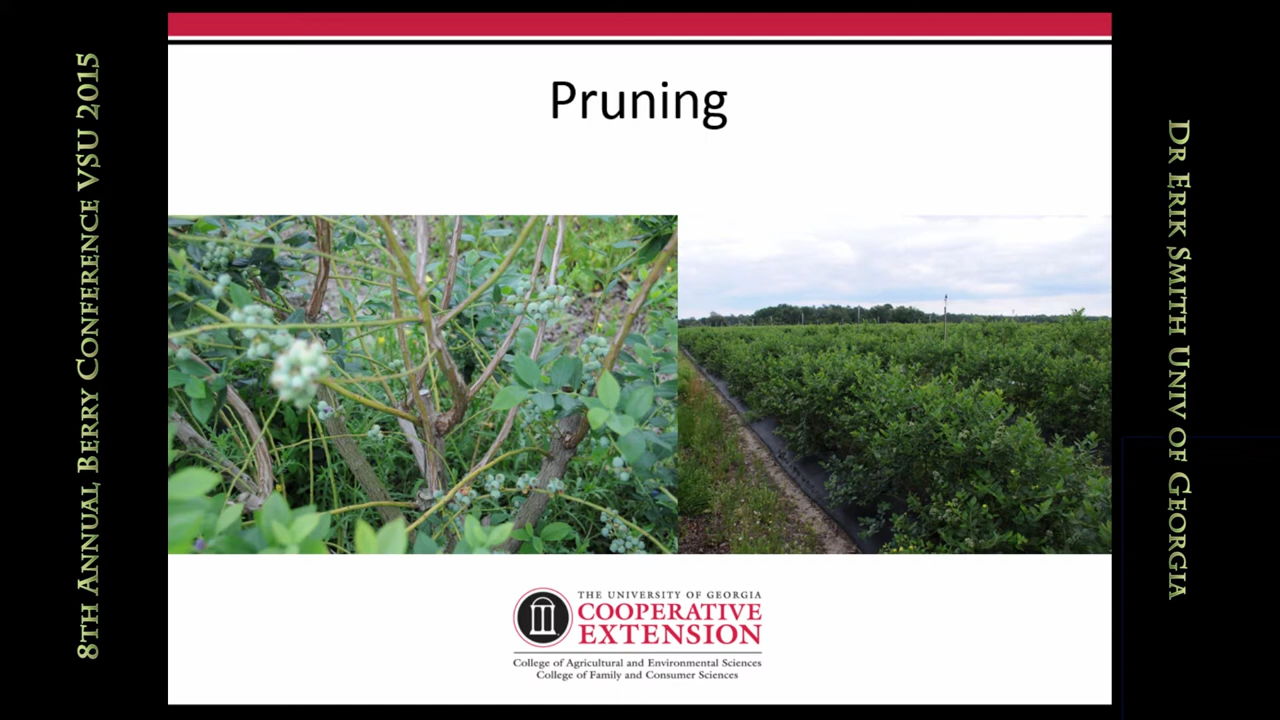 8TH ANNUAL BERRY CONFERENCE VSU 2015
Pruning
THE UNIVERSITY OF GEORGIA
COOPERATIVE
EXTENSION
College of Agricultural and Environmental Sciences
College of Family and Consumer Sciences
DR ERIK SMITH UNIV OF GEORGIA